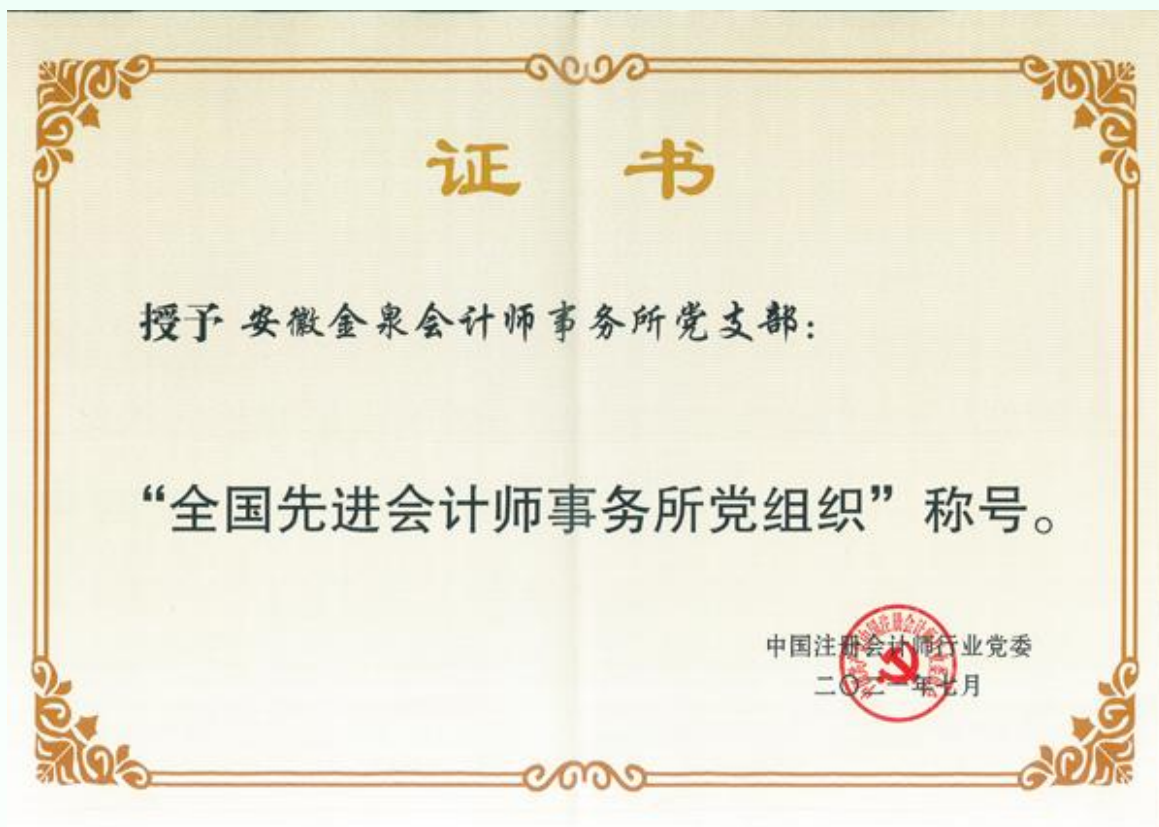 证 书
授予 安徽金泉会计师事务所党支部：
“全国先进会计师事务所党组织”称号。
中国注册会计师行业党委
二〇二一年七月